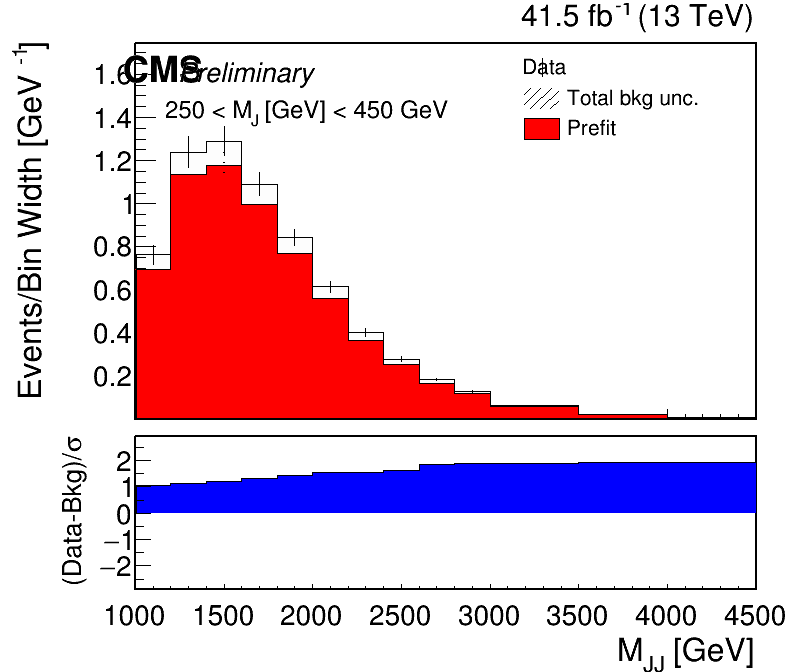 41.5 fb⁻¹ (13 TeV)
Events/Bin Width [GeV⁻¹]
CMS Preliminary
250 < M_J [GeV] < 450 GeV
Data
Total bkg unc.
Prefit
1.6
1.4
1.2
1
0.8
0.6
0.4
0.2
(Data-Bkg)/σ
2
1
0
−1
−2
1000 1500 2000 2500 3000 3500 4000 4500
M_JJ [GeV]